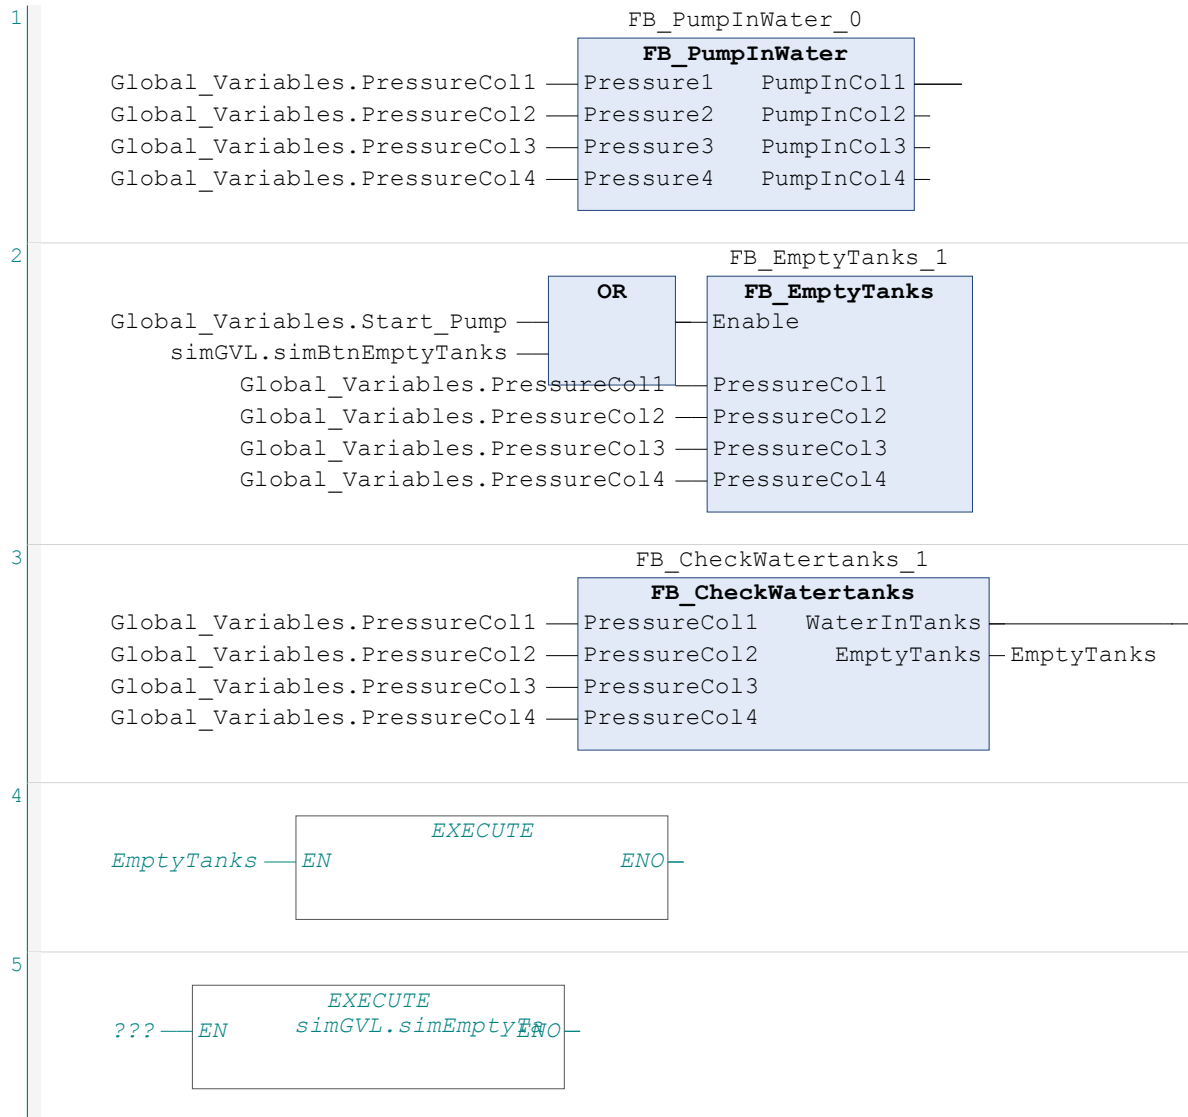 1
FB_PumpInWater_0
FB_PumpInWater
Global_Variables.PressureCol1 Pressure1 PumpInCol1
Global_Variables.PressureCol2 Pressure2 PumpInCol2
Global_Variables.PressureCol3 Pressure3 PumpInCol3
Global_Variables.PressureCol4 Pressure4 PumpInCol4
2
FB_EmptyTanks_1
OR FB_EmptyTanks
Global_Variables.Start_Pump Enable
simGVL.simBtnEmptyTanks
Global_Variables.PressureCol1 PressureCol1
Global_Variables.PressureCol2 PressureCol2
Global_Variables.PressureCol3 PressureCol3
Global_Variables.PressureCol4 PressureCol4
3
FB_CheckWatertanks_1
FB_CheckWatertanks
Global_Variables.PressureCol1 PressureCol1 WaterInTanks
Global_Variables.PressureCol2 PressureCol2 EmptyTanks EmptyTanks
Global_Variables.PressureCol3 PressureCol3
Global_Variables.PressureCol4 PressureCol4
4
EXECUTE
EmptyTanks EN ENO
5
EXECUTE
??? EN simGVL.simEmptyTa ENO